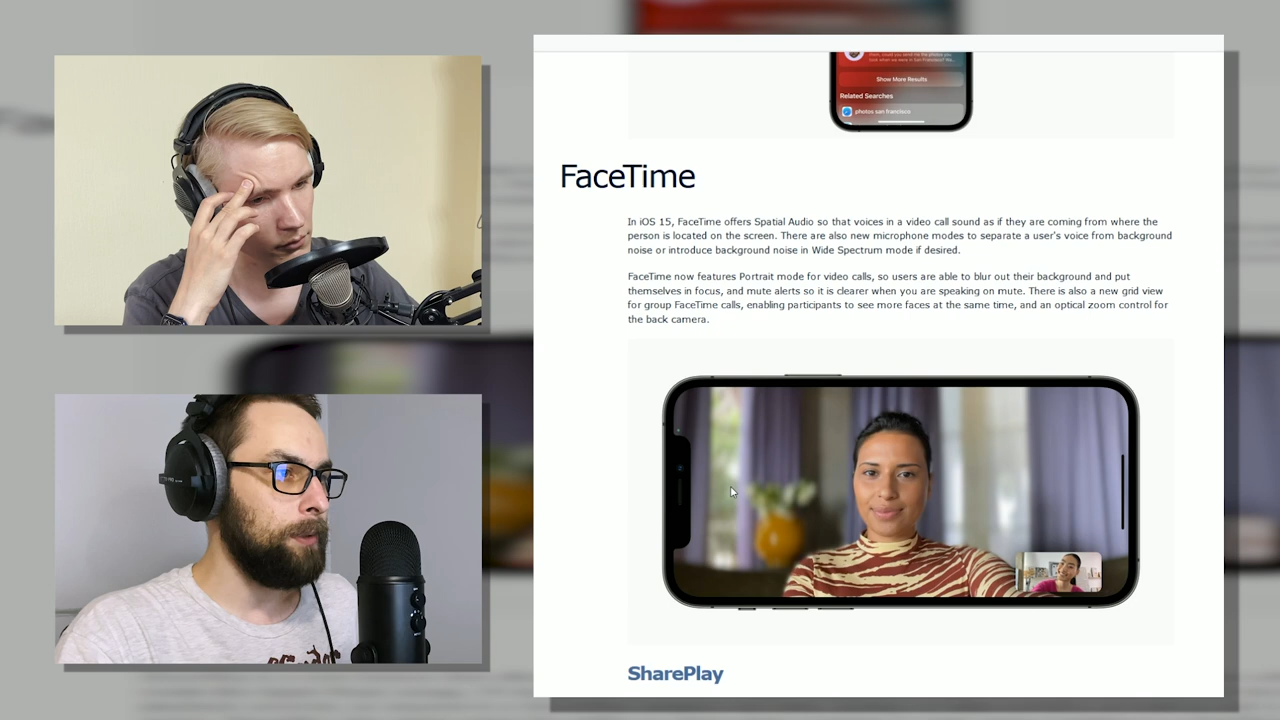 Show More Results
Related Searches
photos san francisco
FaceTime
In iOS 15, FaceTime offers Spatial Audio so that voices in a video call sound as if they are coming from where the
person is located on the screen. There are also new microphone modes to separate a user's voice from background
noise or introduce background noise in Wide Spectrum mode if desired.
FaceTime now features Portrait mode for video calls, so users are able to blur out their background and put
themselves in focus, and mute alerts so it is clearer when you are speaking on mute. There is also a new grid view
for group FaceTime calls, enabling participants to see more faces at the same time, and an optical zoom control for
the back camera.
SharePlay